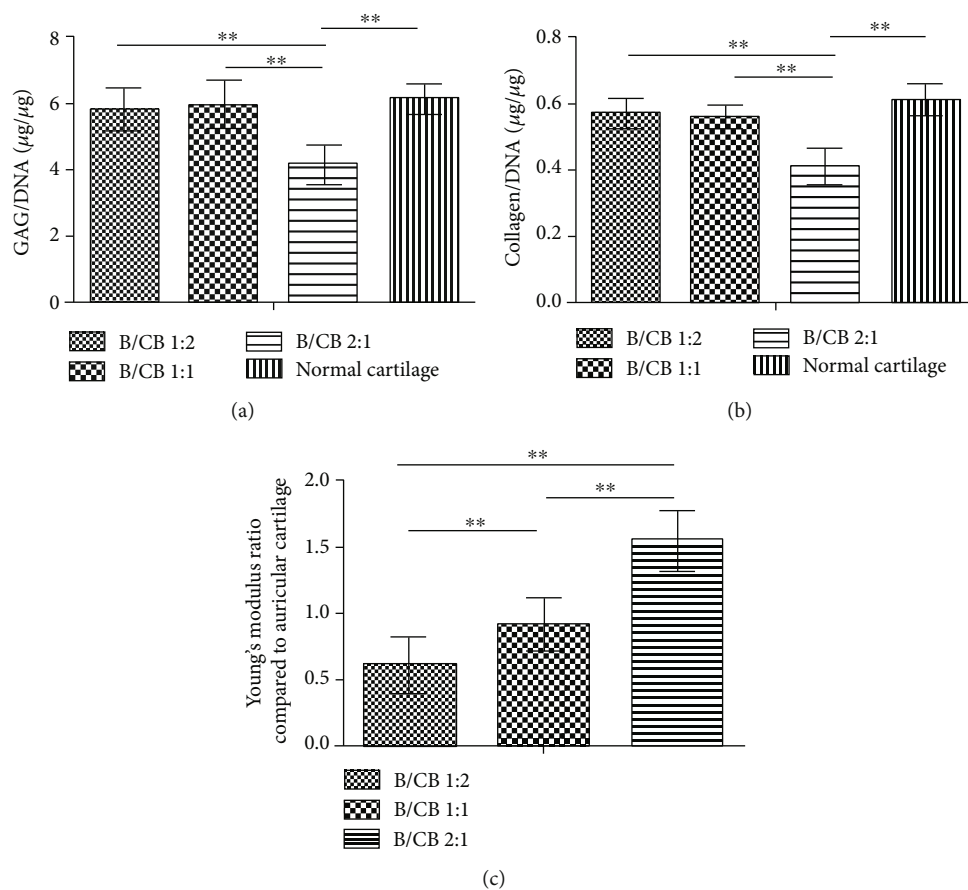 **
**
**
8
6
4
2
0
GAG/DNA (μg/μg)
B/CB 1:2
B/CB 2:1
B/CB 1:1
Normal cartilage
(a)
**
**
**
0.8
0.6
0.4
0.2
0.0
Collagen/DNA (μg/μg)
B/CB 1:2
B/CB 2:1
B/CB 1:1
Normal cartilage
(b)
**
**
**
2.0
1.5
1.0
0.5
0.0
Young's modulus ratio
compared to auricular cartilage
B/CB 1:2
B/CB 1:1
B/CB 2:1
(c)